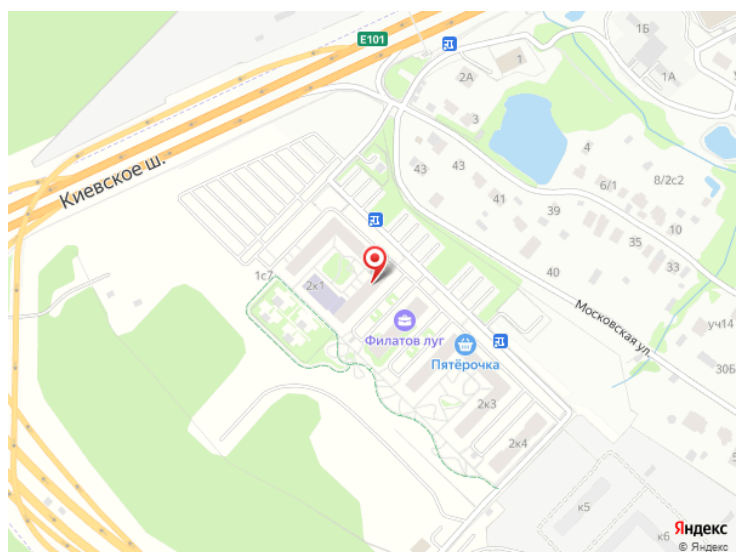 E101
1Б
1
2А
1А
3
Киевское ш.
43
43
4
8/2с2
6/1
41
39
10
35
33
40
1с7
2к1
Московская ул.
уч14
Филатов луг
Пятёрочка
30Б
2к3
2к4
к5
к6
Яндекс
© Яндекс